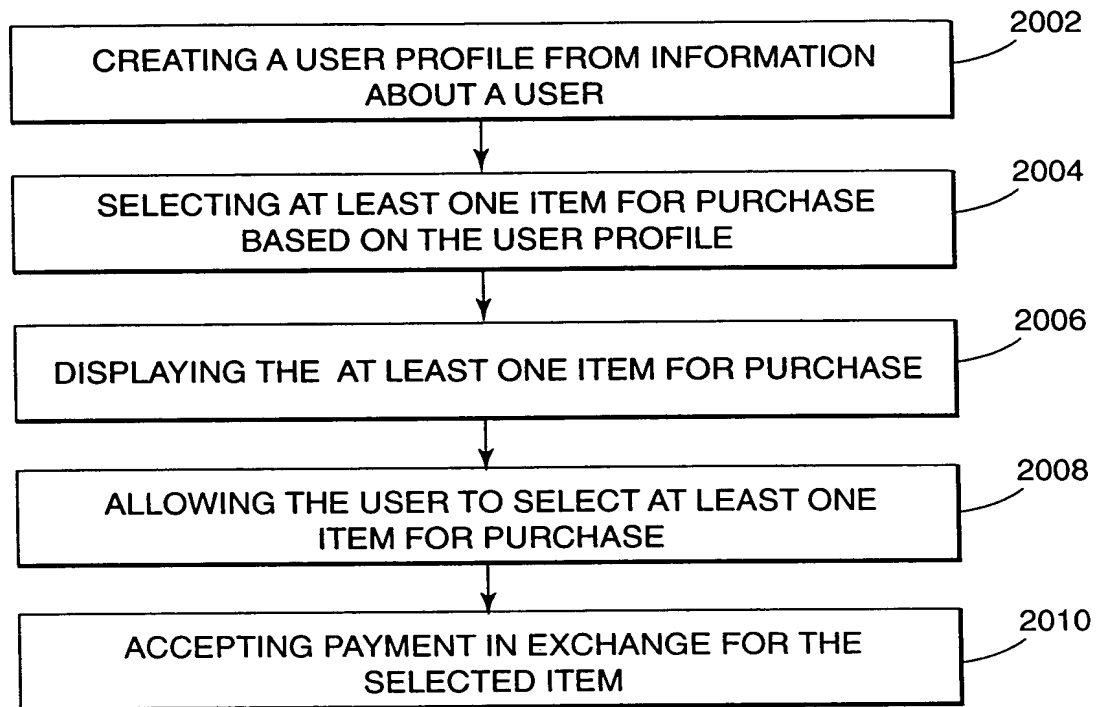 2002
CREATING A USER PROFILE FROM INFORMATION
ABOUT A USER
2004
SELECTING AT LEAST ONE ITEM FOR PURCHASE
BASED ON THE USER PROFILE
2006
DISPLAYING THE AT LEAST ONE ITEM FOR PURCHASE
2008
ALLOWING THE USER TO SELECT AT LEAST ONE
ITEM FOR PURCHASE
2010
ACCEPTING PAYMENT IN EXCHANGE FOR THE
SELECTED ITEM